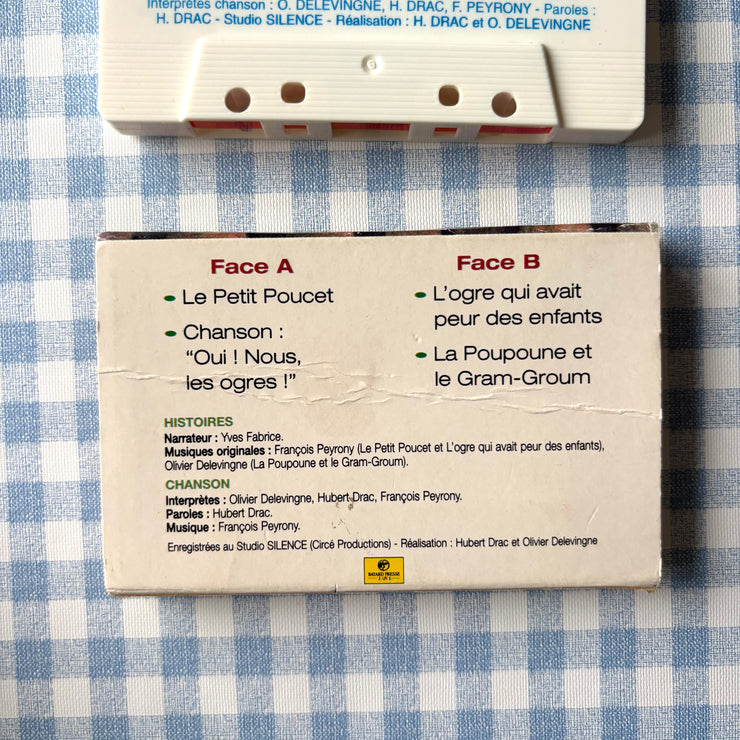 Interprètes chanson : O. DELEVINGNE, H. DRAC, F. PEYRONY - Paroles :
H. DRAC - Studio SILENCE - Réalisation : H. DRAC et O. DELEVINGNE
Face A
• Le Petit Poucet
• Chanson :
“Oui ! Nous,
les ogres !”
Face B
• L’ogre qui avait
peur des enfants
• La Poupoune et
le Gram-Groum
HISTOIRES
Narrateur : Yves Fabrice.
Musiques originales : François Peyrony (Le Petit Poucet et L’ogre qui avait peur des enfants),
Olivier Delevingne (La Poupoune et le Gram-Groum).
CHANSON
Interprètes : Olivier Delevingne, Hubert Drac, François Peyrony.
Paroles : Hubert Drac.
Musique : François Peyrony.
Enregistrées au Studio SILENCE (Circé Productions) - Réalisation : Hubert Drac et Olivier Delevingne
BAYARD PRESSE